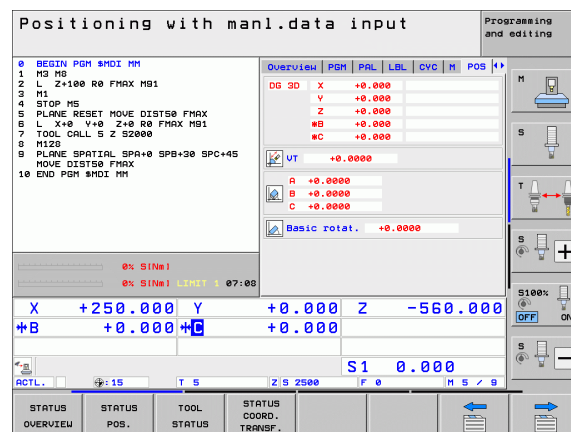 Positioning with manl.data input
Programming
and editing
0 BEGIN PGM $MDI MM
1 M3 M8
2 L Z+100 R0 FMAX M91
3 M1
4 STOP M5
5 PLANE RESET MOVE DIST50 FMAX
6 L X+0 Y+0 Z+0 R0 FMAX M91
7 TOOL CALL 5 Z S2000
8 M128
9 PLANE SPATIAL SPA+0 SPB+30 SPC+45
MOVE DIST50 FMAX
10 END PGM $MDI MM
Overview PGM PAL LBL CYC M POS
DG 3D X +0.000
Y +0.000
Z +0.000
*B +0.000
*C +0.000
VT +0.0000
A +0.0000
B +0.0000
C +0.0000
Basic rotat. +0.0000
0% S[Nm]
0% S[Nm] LIMIT 1 07:08
X +250.000 Y +0.000 Z -560.000
*B +0.000 *C +0.000
S1 0.000
ACTL. :15 T 5 Z S 2500 F 0 M 5 / 9
M
S
T
S
S100%
OFF ON
S
STATUS
OVERVIEW
STATUS
POS.
TOOL
STATUS
STATUS
COORD.
TRANSF.